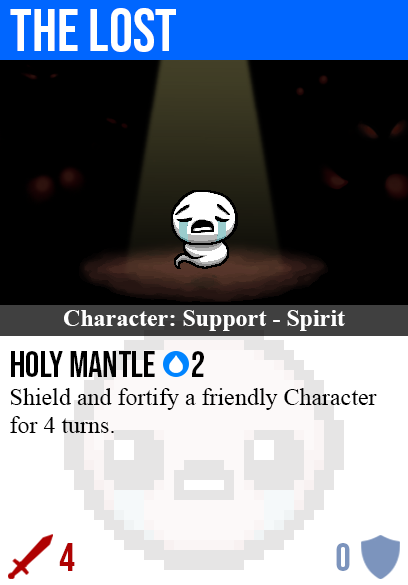 THE LOST
Character: Support - Spirit
HOLY MANTLE 2
Shield and fortify a friendly Character
for 4 turns.
4 0